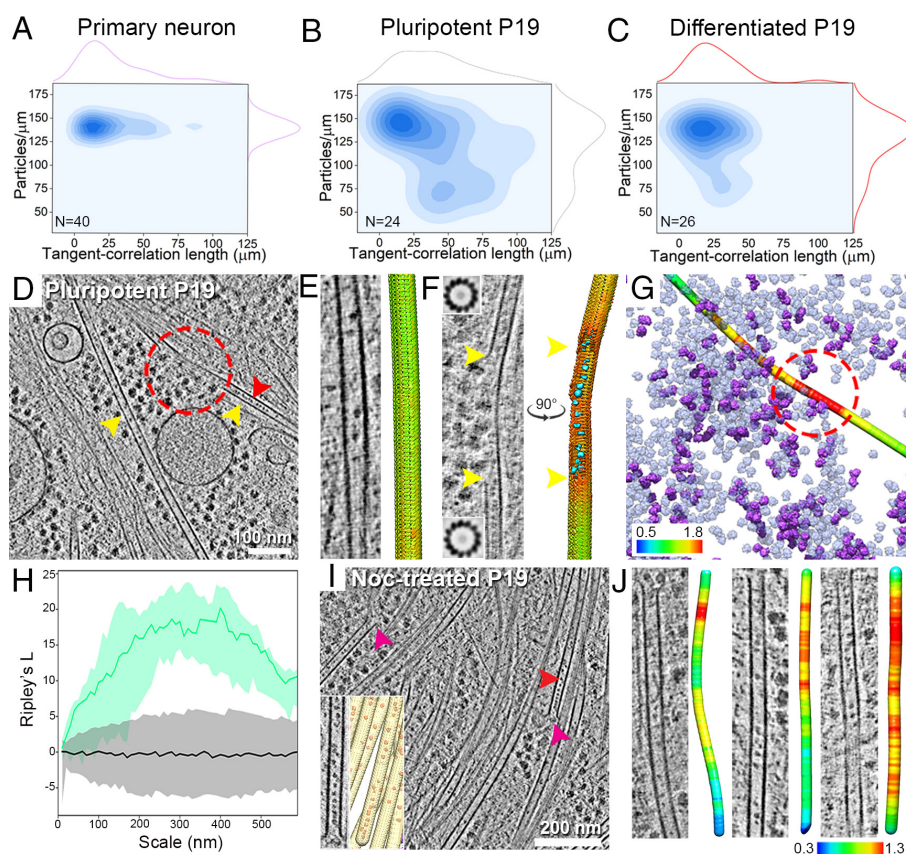 A
Primary neuron
Particles/μm
175
150
125
100
75
50
N=40
0
25
50
75
100
125
Tangent-correlation length (μm)
B
Pluripotent P19
Particles/μm
175
150
125
100
75
50
N=24
0
25
50
75
100
125
Tangent-correlation length (μm)
C
Differentiated P19
Particles/μm
175
150
125
100
75
50
N=26
0
25
50
75
100
125
Tangent-correlation length (μm)
D
Pluripotent P19
100 nm
E
F
90°
G
0.5
1.8
H
Ripley's L
25
20
15
10
5
0
-5
0
100
200
300
400
500
Scale (nm)
I
Noc-treated P19
200 nm
J
0.3
1.3